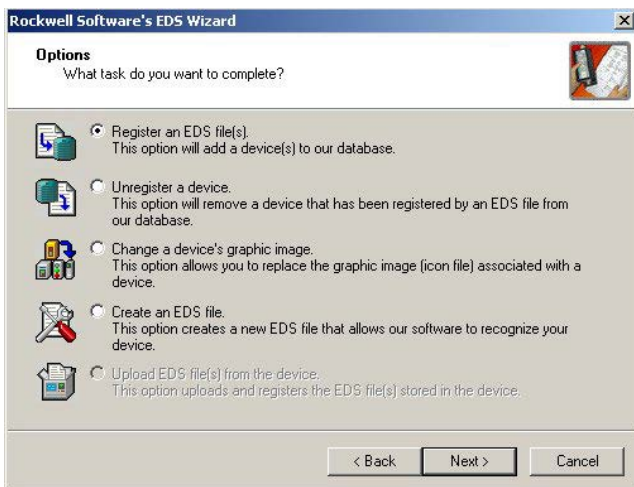 Rockwell Software's EDS Wizard
Options
What task do you want to complete?
Register an EDS file(s).
This option will add a device(s) to our database.
Unregister a device.
This option will remove a device that has been registered by an EDS file from
our database.
Change a device's graphic image.
This option allows you to replace the graphic image (icon file) associated with a
device.
Create an EDS file.
This option creates a new EDS file that allows our software to recognize your
device.
Upload EDS file(s) from the device.
This option uploads and registers the EDS file(s) stored in the device.
< Back Next > Cancel